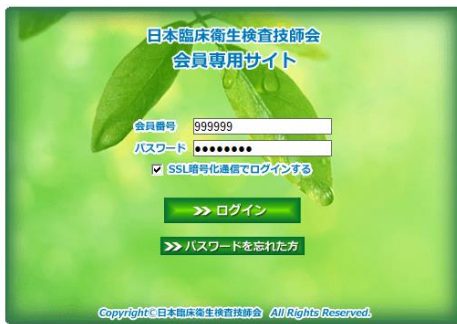 日本臨床衛生検査技師会
会員専用サイト
会員番号 999999
パスワード ●●●●●●●●
SSL暗号化通信でログインする
>> ログイン
>> パスワードを忘れた方
Copyright©日本臨床衛生検査技師会 All Rights Reserved.